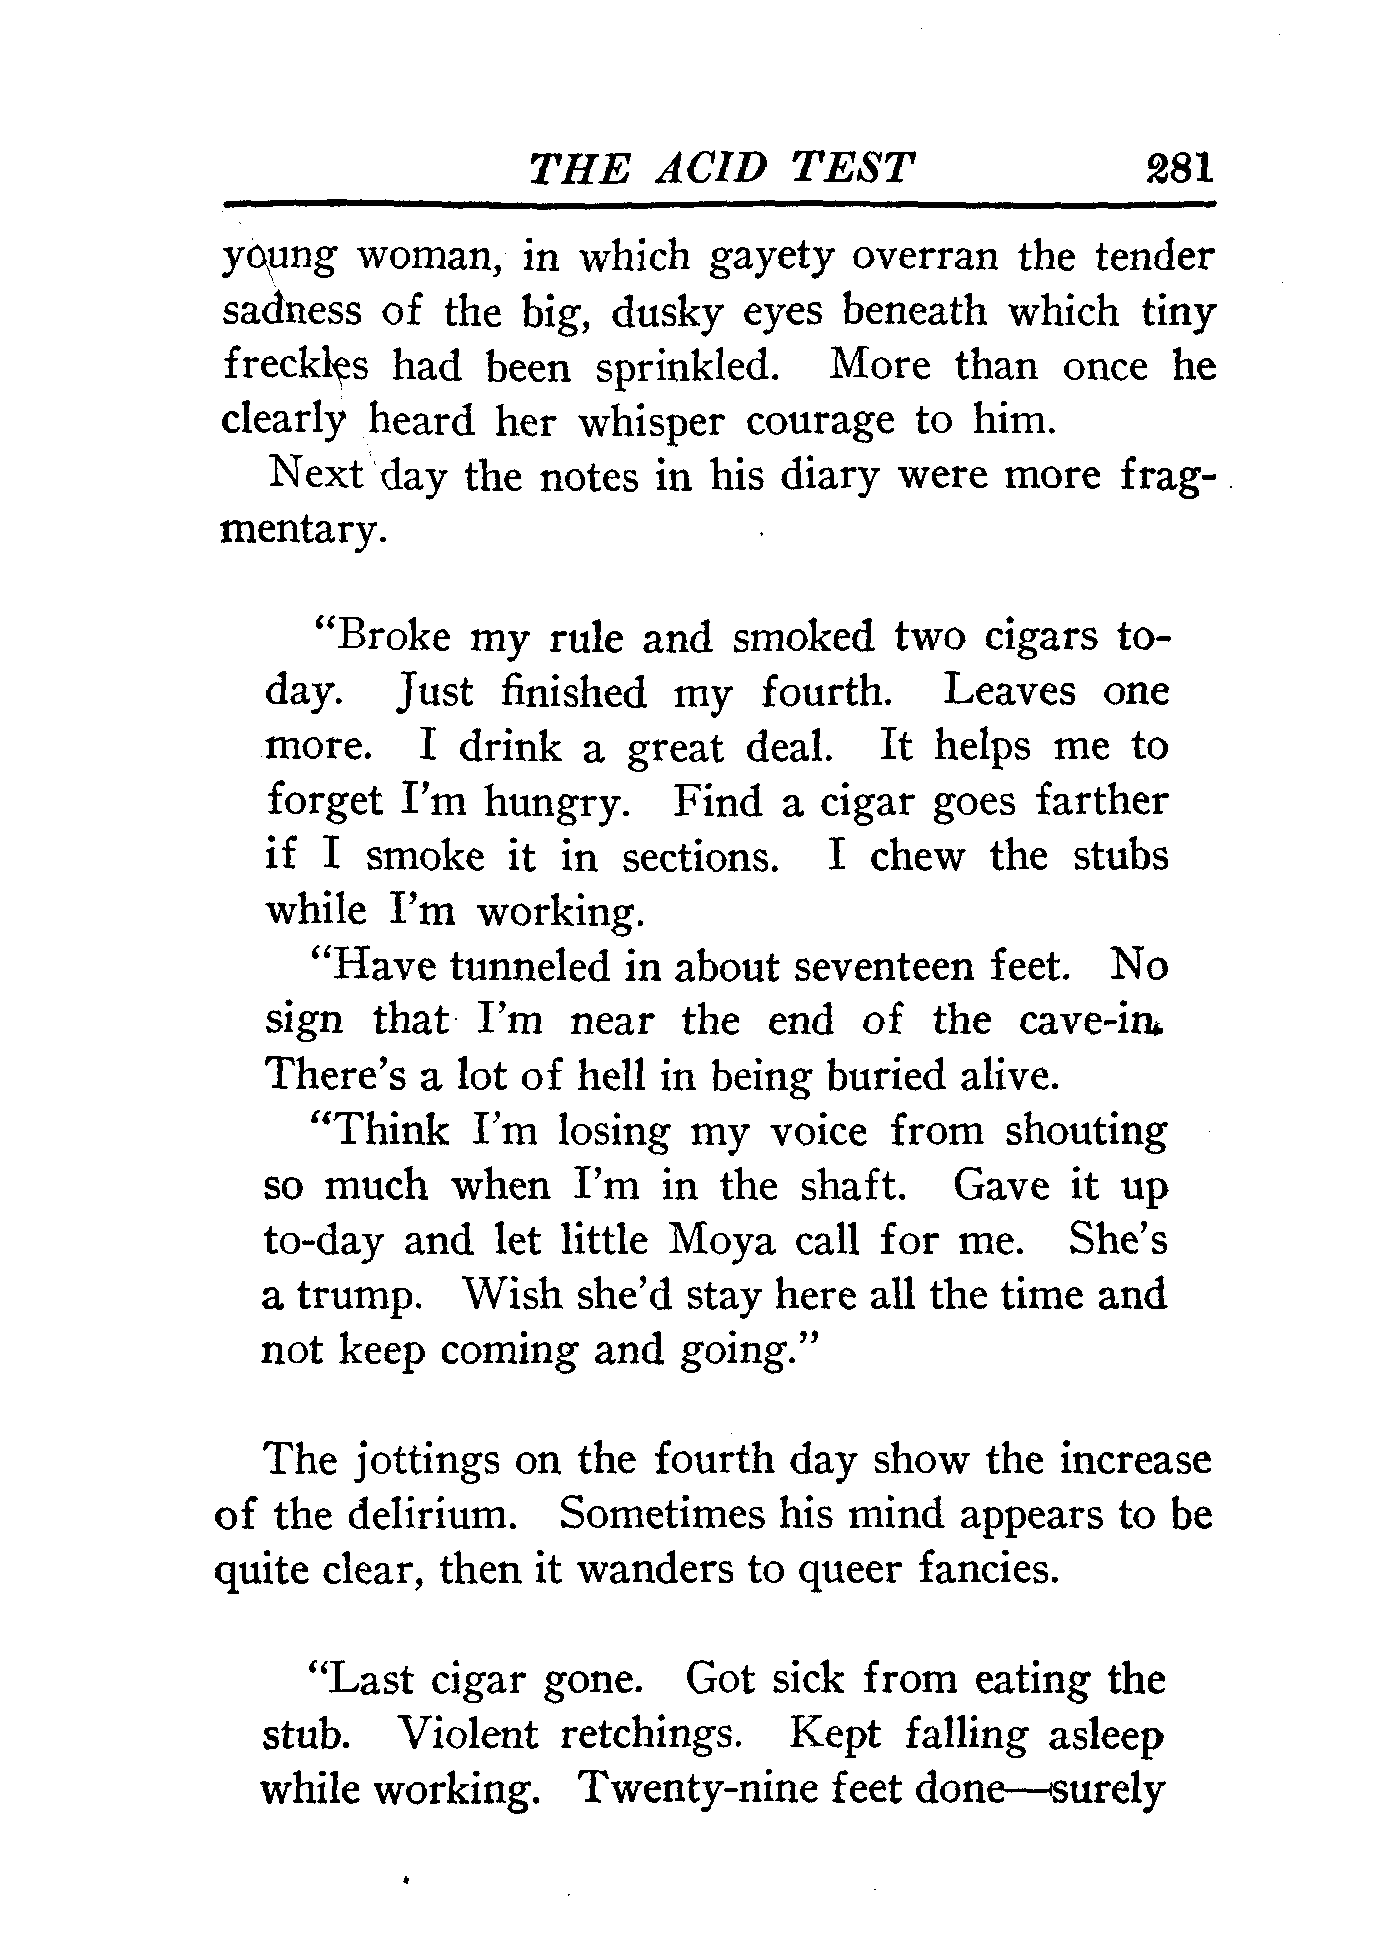 THE ACID TEST 281
young woman, in which gayety overran the tender
sadness of the big, dusky eyes beneath which tiny
freckles had been sprinkled. More than once he
clearly heard her whisper courage to him.
Next day the notes in his diary were more frag-
mentary.
“Broke my rule and smoked two cigars to-
day. Just finished my fourth. Leaves one
more. I drink a great deal. It helps me to
forget I’m hungry. Find a cigar goes farther
if I smoke it in sections. I chew the stubs
while I’m working.
“Have tunneled in about seventeen feet. No
sign that I’m near the end of the cave-in.
There’s a lot of hell in being buried alive.
“Think I’m losing my voice from shouting
so much when I’m in the shaft. Gave it up
to-day and let little Moya call for me. She’s
a trump. Wish she’d stay here all the time and
not keep coming and going.”
The jottings on the fourth day show the increase
of the delirium. Sometimes his mind appears to be
quite clear, then it wanders to queer fancies.
“Last cigar gone. Got sick from eating the
stub. Violent retchings. Kept falling asleep
while working. Twenty-nine feet done—surely